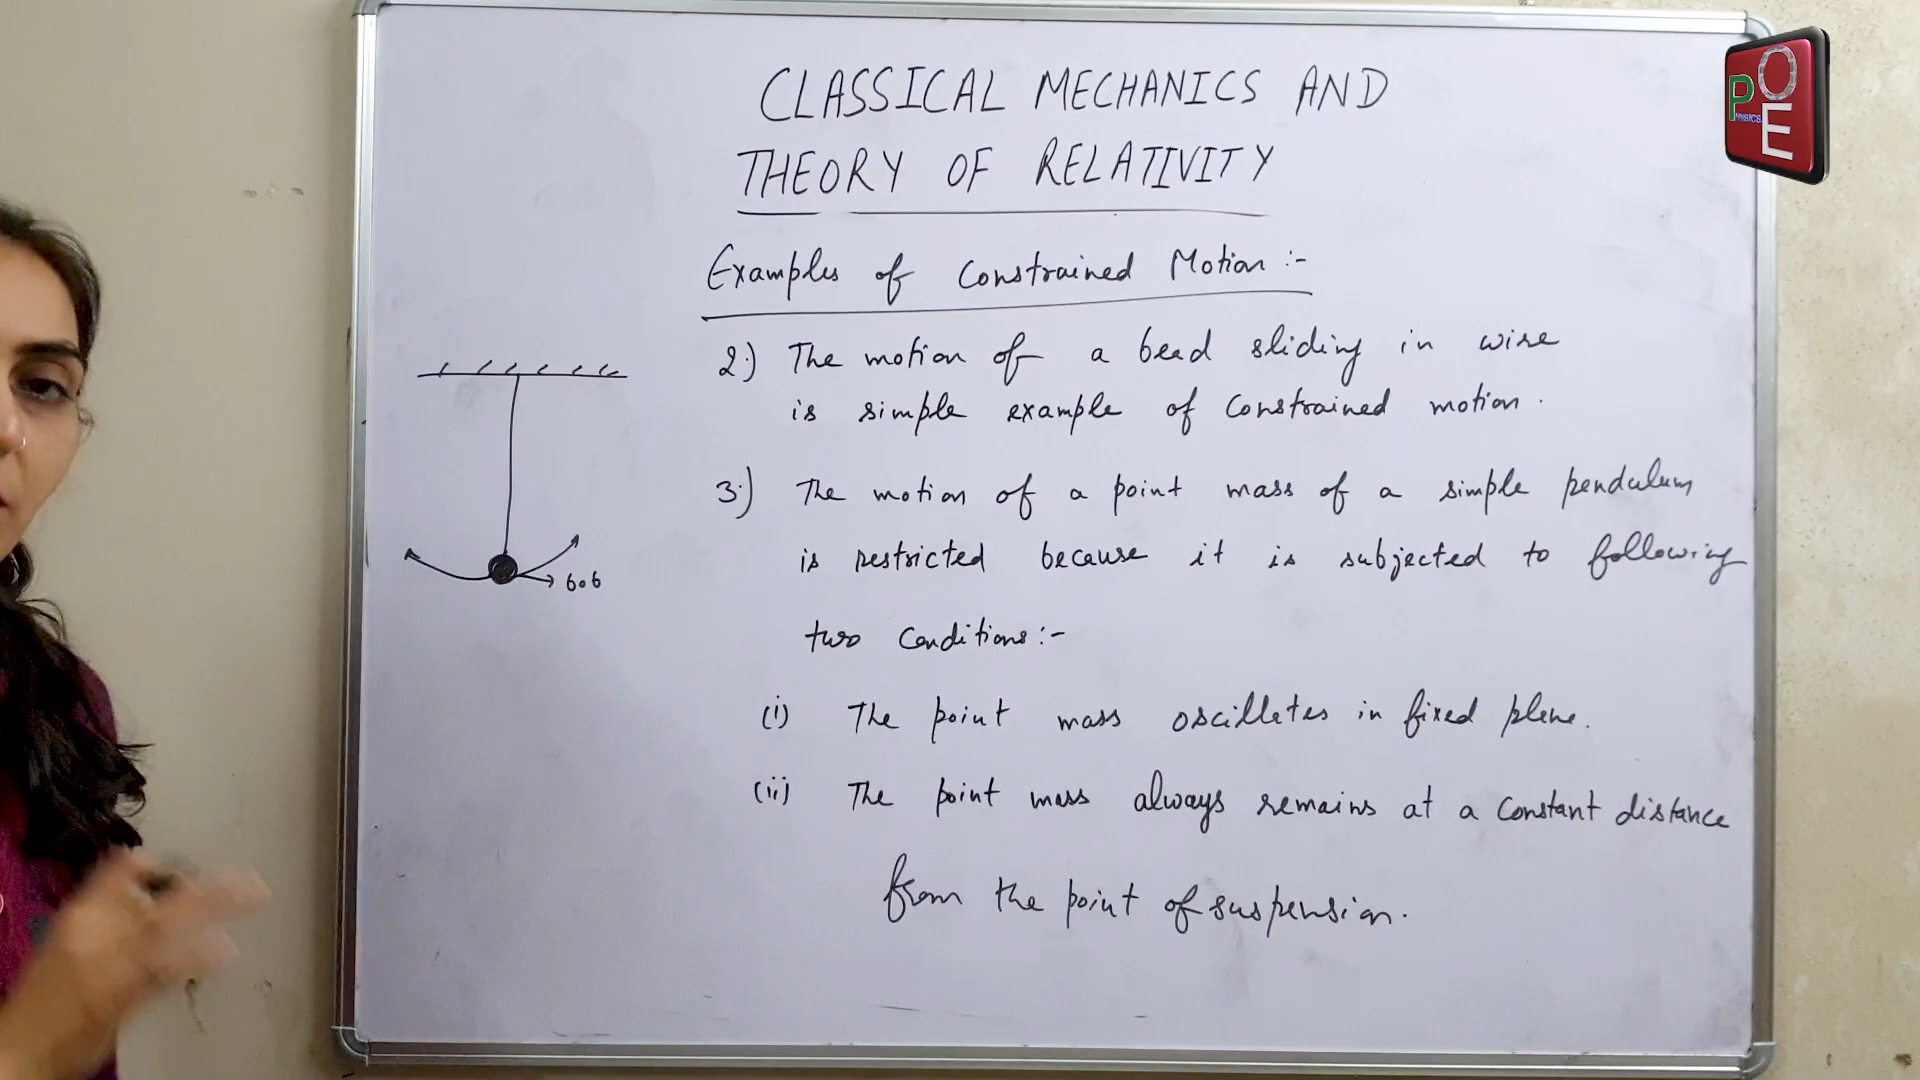 CLASSICAL MECHANICS AND
THEORY OF RELATIVITY
Examples of Constrained Motion :-
2.) The motion of a bead sliding in wire
is simple example of Constrained motion.
3.) The motion of a point mass of a simple pendulum
is restricted because it is subjected to following
two Conditions:-
(i) The point mass oscillates in fixed plane.
(ii) The point mass always remains at a constant distance
from the point of suspension.
bob
POE
PHYSICS